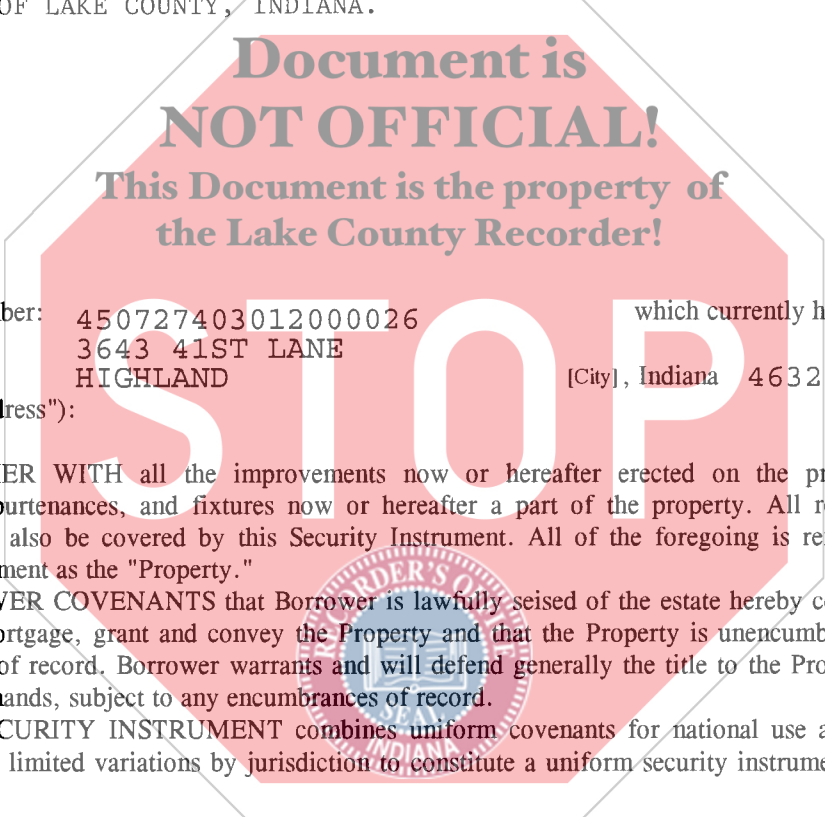 OF LAKE COUNTY, INDIANA.
Document is
NOT OFFICIAL!
This Document is the property of
the Lake County Recorder!
STOP
ber: 450727403012000026 which currently h
3643 41ST LANE
HIGHLAND [City], Indiana 4632
dress"):
ER WITH all the improvements now or hereafter erected on the pr
purtenances, and fixtures now or hereafter a part of the property. All r
also be covered by this Security Instrument. All of the foregoing is re
ment as the "Property."
WER COVENANTS that Borrower is lawfully seised of the estate hereby c
ortgage, grant and convey the Property and that the Property is unencumb
of record. Borrower warrants and will defend generally the title to the Pro
mands, subject to any encumbrances of record.
CURITY INSTRUMENT combines uniform covenants for national use a
limited variations by jurisdiction to constitute a uniform security instrume
RECORDER'S OFFICE
SEAL
INDIANA